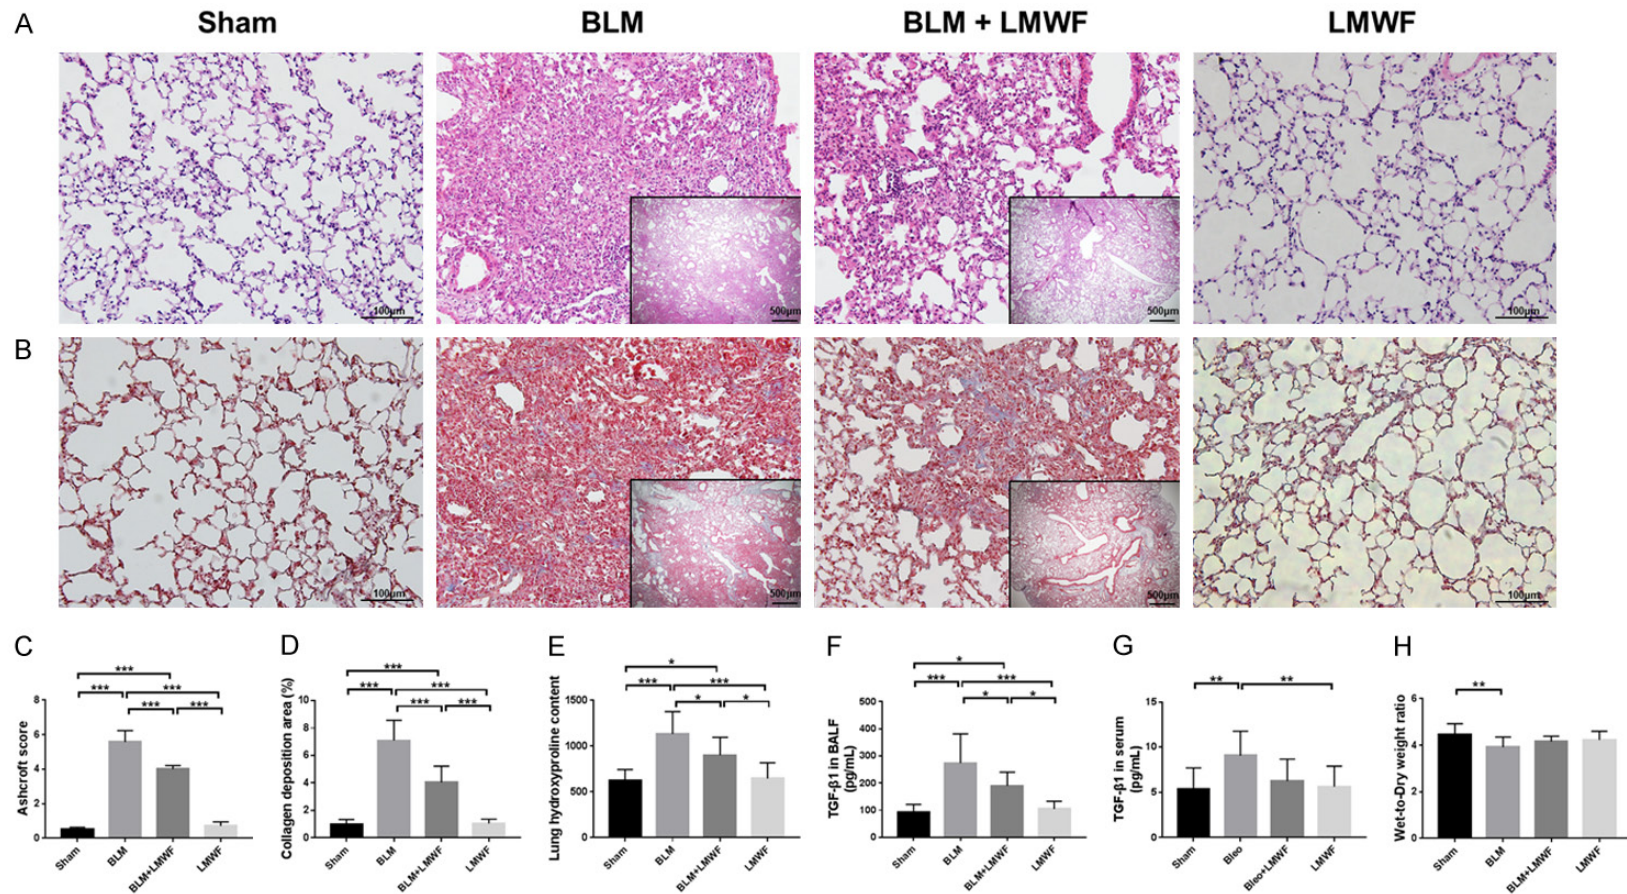 A
Sham
BLM
BLM + LMWF
LMWF
100μm
500μm
500μm
100μm
B
100μm
500μm
500μm
100μm
C
Ashcroft score
8
6
4
2
0
***
***
***
***
***
Sham
BLM
BLM+LMWF
LMWF
D
Collagen deposition area (%)
10
8
6
4
2
0
***
***
***
***
***
Sham
BLM
BLM+LMWF
LMWF
E
Lung hydroxyproline content
1500
1000
500
0
*
***
***
*
*
Sham
BLM
BLM+LMWF
LMWF
F
TGF-β1 in BALF
(pg/mL)
500
400
300
200
100
0
*
***
***
*
*
Sham
BLM
BLM+LMWF
LMWF
G
TGF-β1 in serum
(pg/mL)
15
10
5
0
**
**
Sham
Bleo
Bleo+LMWF
LMWF
H
Wet-to-Dry weight ratio
6
4
2
0
**
Sham
BLM
BLM+LMWF
LMWF